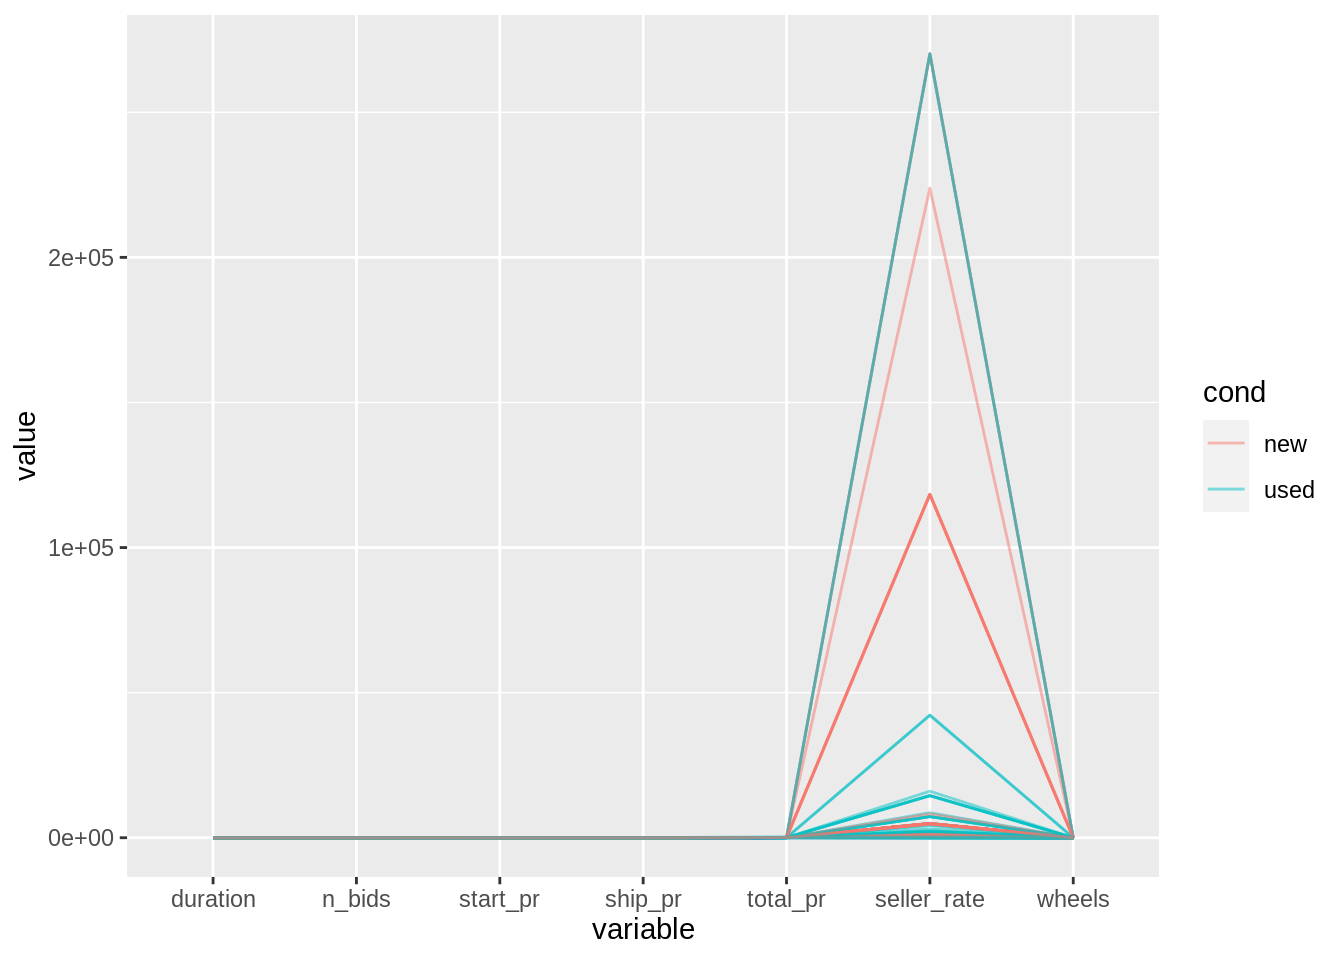 value
2e+05
1e+05
0e+00
duration n_bids start_pr ship_pr total_pr seller_rate wheels
variable
cond
new
used